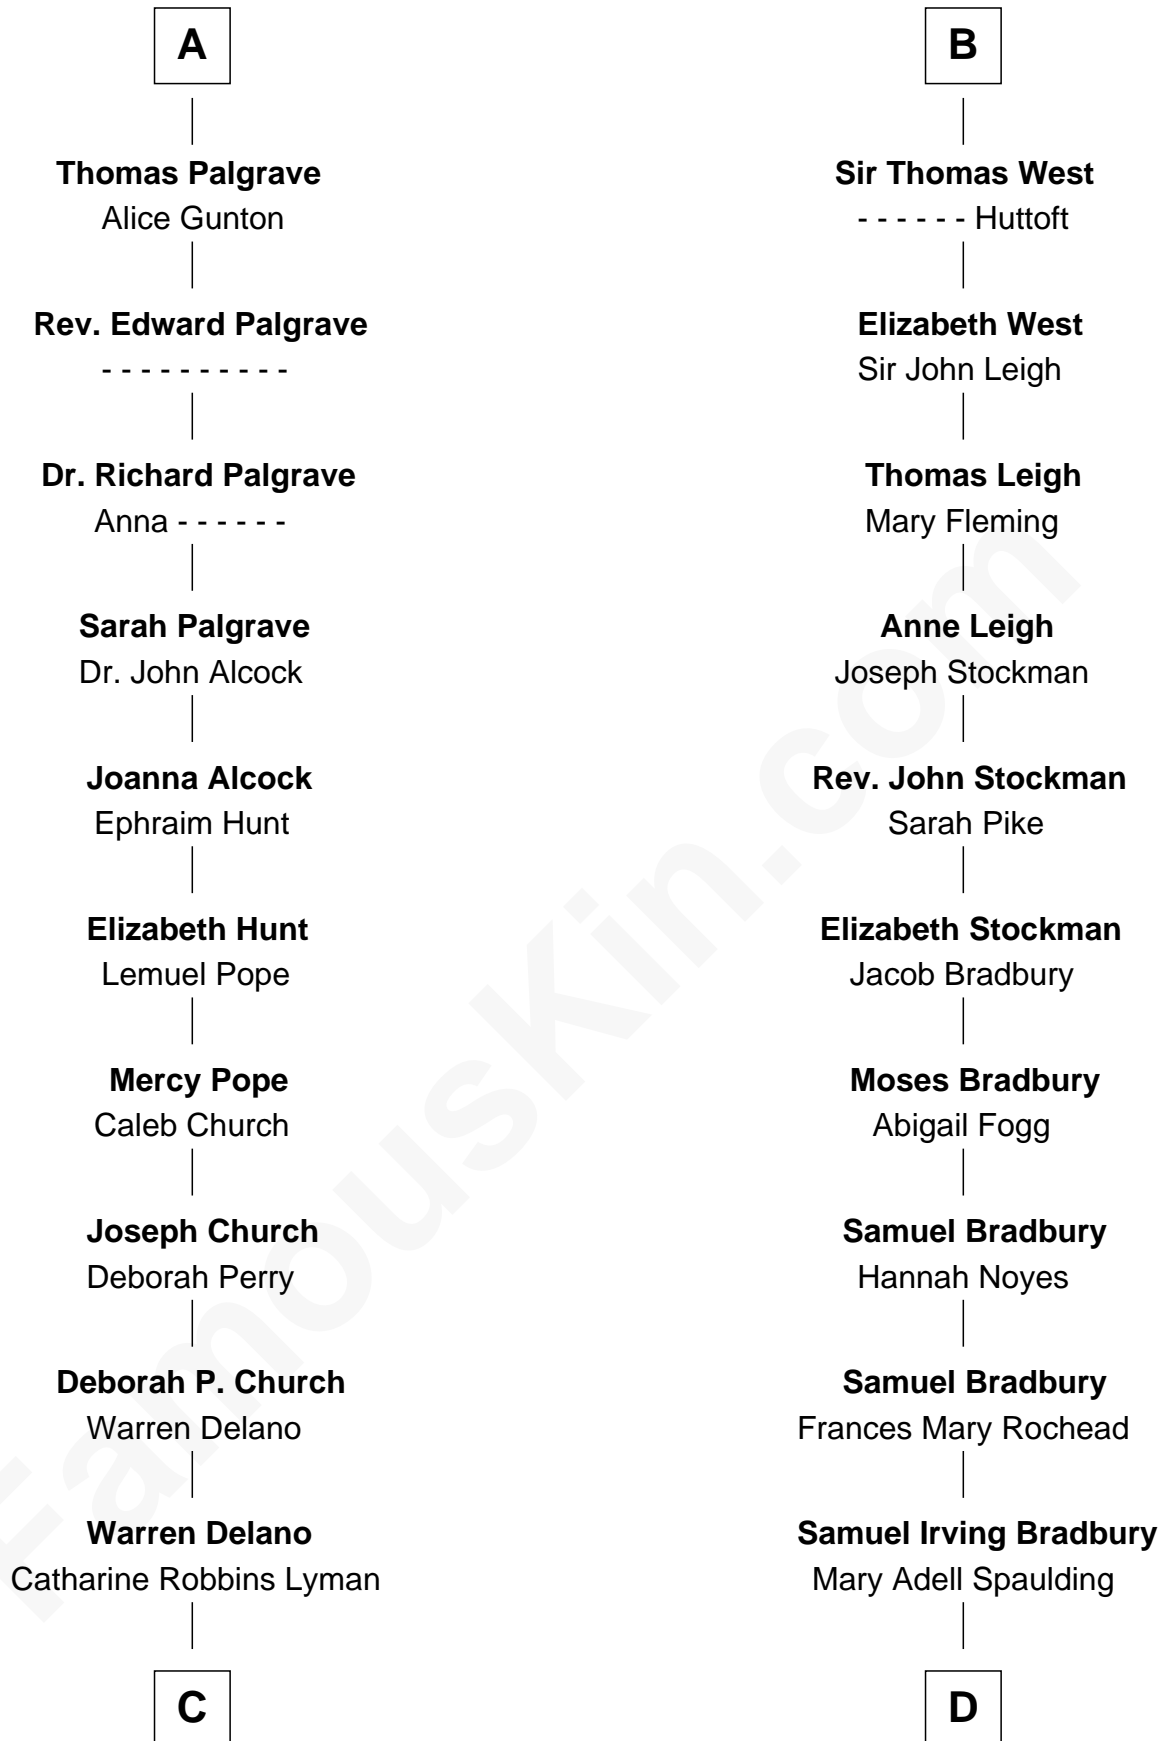 A
Thomas Palgrave
Alice Gunton
Rev. Edward Palgrave
- - - - - - - - - -
Dr. Richard Palgrave
Anna - - - - - -
Sarah Palgrave
Dr. John Alcock
Joanna Alcock
Ephraim Hunt
Elizabeth Hunt
Lemuel Pope
Mercy Pope
Caleb Church
Joseph Church
Deborah Perry
Deborah P. Church
Warren Delano
Warren Delano
Catharine Robbins Lyman
C
B
Sir Thomas West
- - - - - - Huttoft
Elizabeth West
Sir John Leigh
Thomas Leigh
Mary Fleming
Anne Leigh
Joseph Stockman
Rev. John Stockman
Sarah Pike
Elizabeth Stockman
Jacob Bradbury
Moses Bradbury
Abigail Fogg
Samuel Bradbury
Hannah Noyes
Samuel Bradbury
Frances Mary Rochead
Samuel Irving Bradbury
Mary Adell Spaulding
D
FamousKin.com